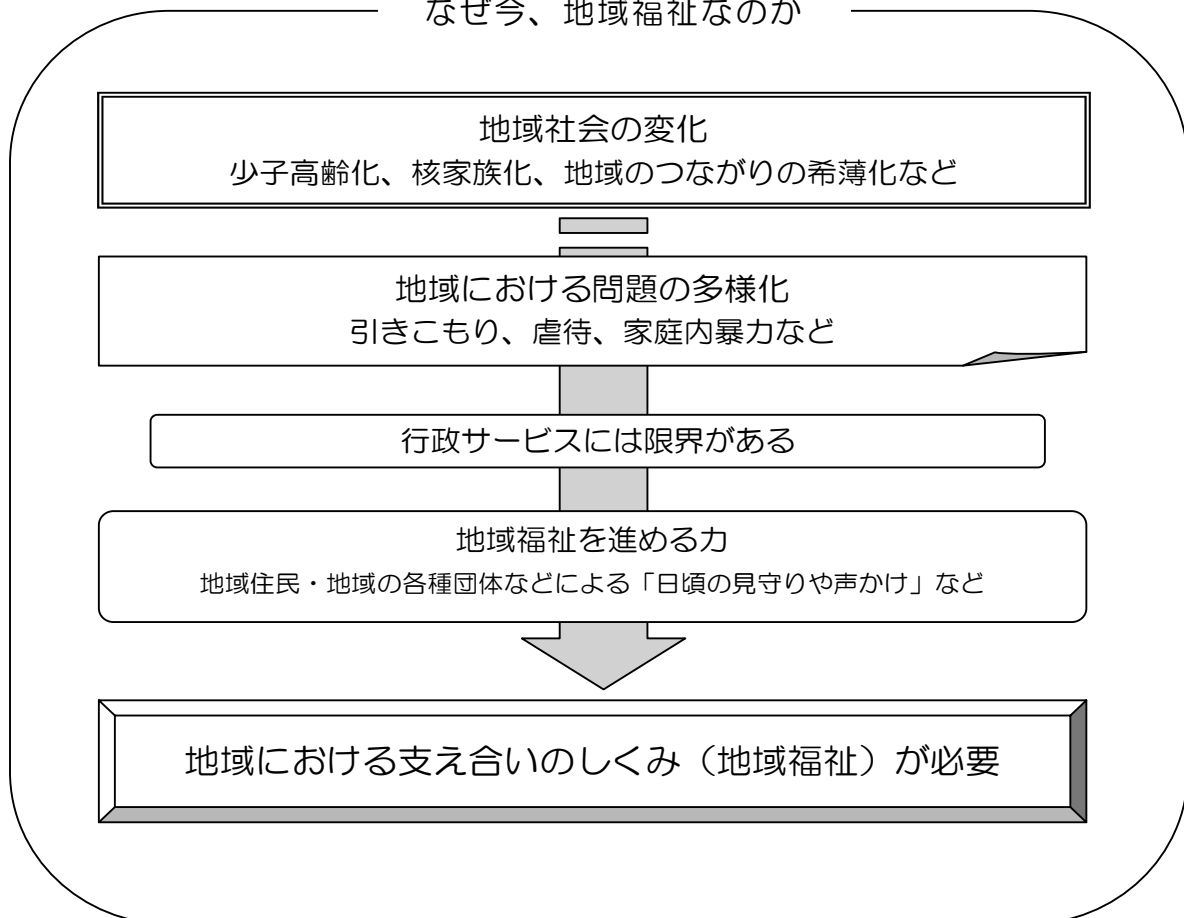 なぜ今、地域福祉なのか
地域社会の変化
少子高齢化、核家族化、地域のつながりの希薄化など
地域における問題の多様化
引きこもり、虐待、家庭内暴力など
行政サービスには限界がある
地域福祉を進める力
地域住民・地域の各種団体などによる「日頃の見守りや声かけ」など
地域における支え合いのしくみ（地域福祉）が必要